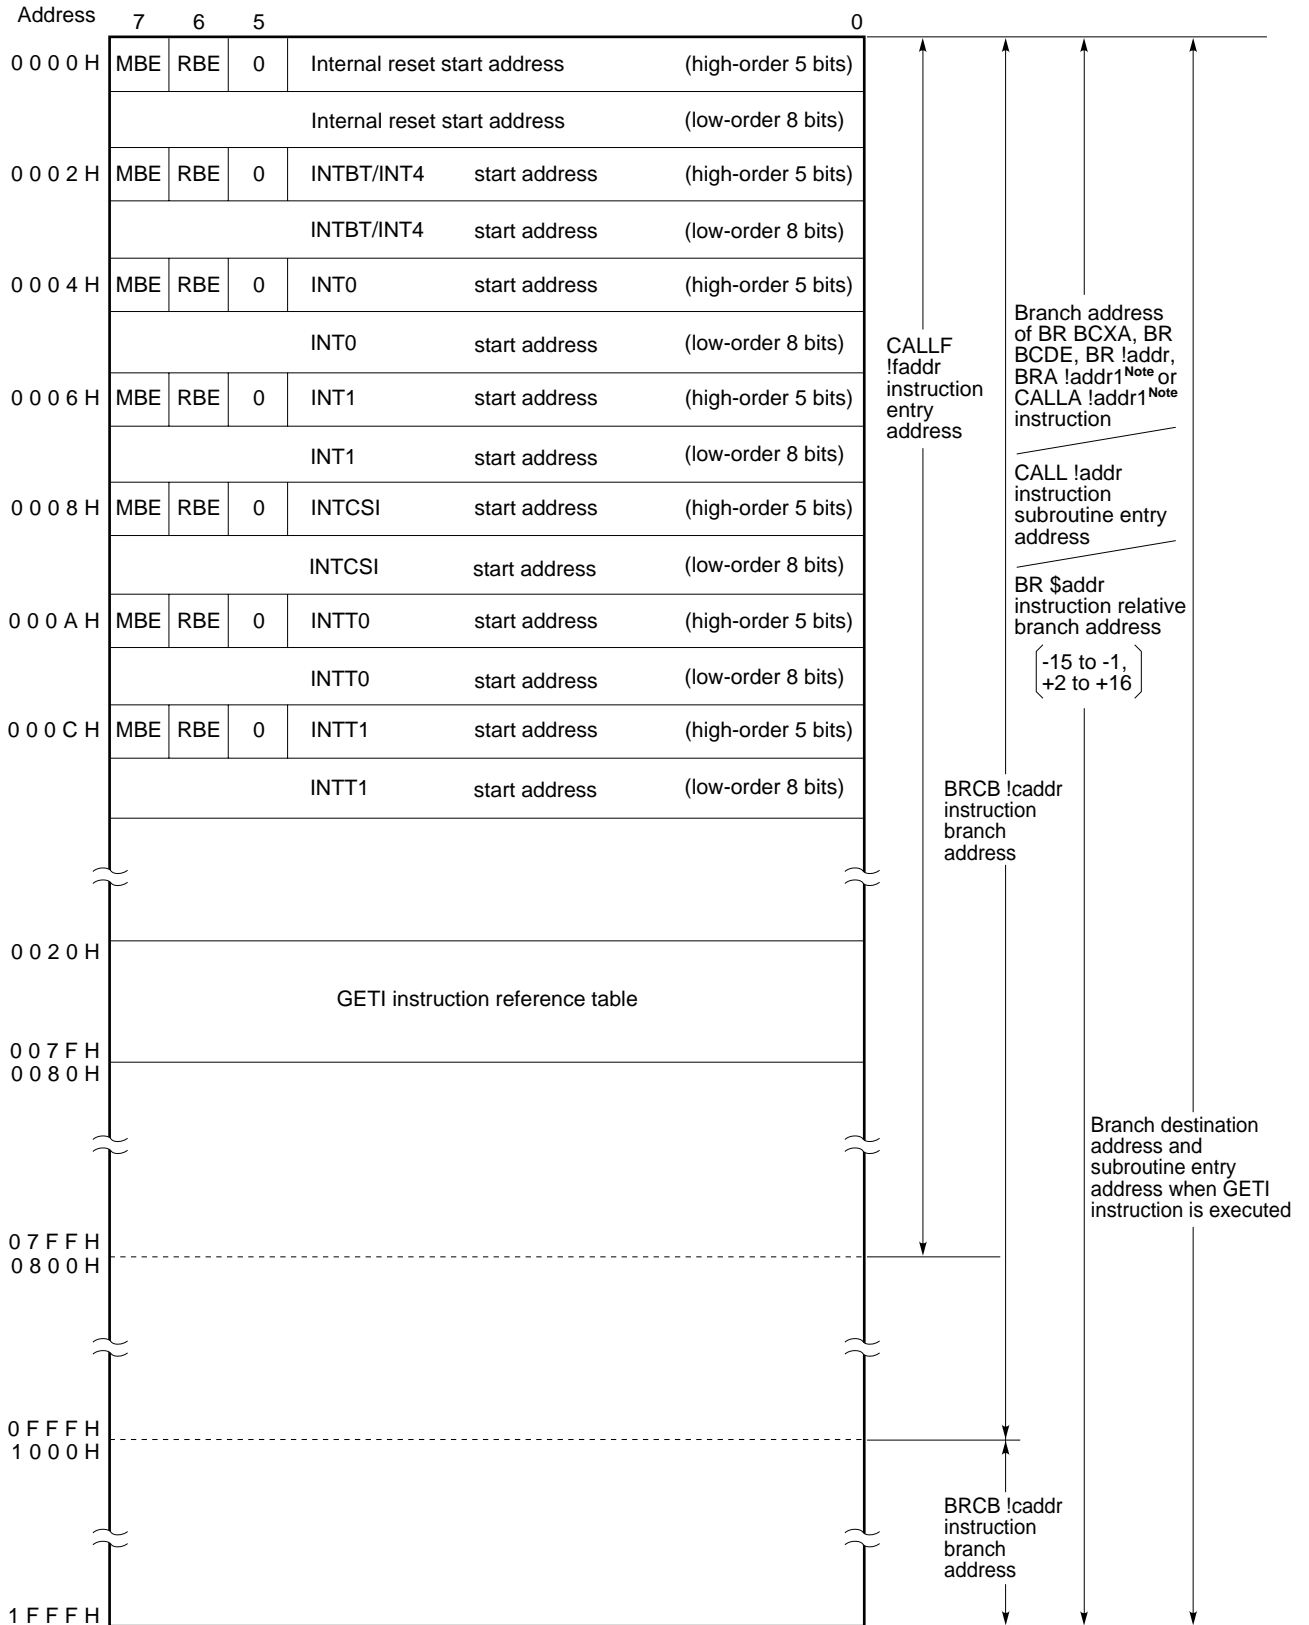 Address 7 6 5 0
0000H MBE RBE 0 Internal reset start address (high-order 5 bits)
Internal reset start address (low-order 8 bits)
0002H MBE RBE 0 INTBT/INT4 start address (high-order 5 bits)
INTBT/INT4 start address (low-order 8 bits)
0004H MBE RBE 0 INT0 start address (high-order 5 bits)
INT0 start address (low-order 8 bits)
0006H MBE RBE 0 INT1 start address (high-order 5 bits)
INT1 start address (low-order 8 bits)
0008H MBE RBE 0 INTCSI start address (high-order 5 bits)
INTCSI start address (low-order 8 bits)
000AH MBE RBE 0 INTT0 start address (high-order 5 bits)
INTT0 start address (low-order 8 bits)
000CH MBE RBE 0 INTT1 start address (high-order 5 bits)
INTT1 start address (low-order 8 bits)
0020H
GETI instruction reference table
007FH
0080H
07FFH
0800H
0FFFH
1000H
1FFFH
CALLF
!faddr
instruction
entry
address
BRCB !caddr
instruction
branch
address
BRCB !caddr
instruction
branch
address
Branch address
of BR BCXA, BR
BCDE, BR !addr,
BRA !addr1Note or
CALLA !addr1Note
instruction
CALL !addr
instruction
subroutine entry
address
BR $addr
instruction relative
branch address
-15 to -1,
+2 to +16
Branch destination
address and
subroutine entry
address when GETI
instruction is executed